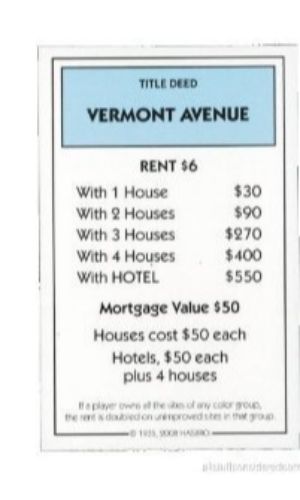 TITLE DEED
VERMONT AVENUE
RENT $6
With 1 House $30
With 2 Houses $90
With 3 Houses $270
With 4 Houses $400
With HOTEL $550
Mortgage Value $50
Houses cost $50 each
Hotels, $50 each
plus 4 houses
If a player owns all the sites of any color group,
the rent is doubled on unimproved sites in that group.
© 1935, 2008 HASBRO